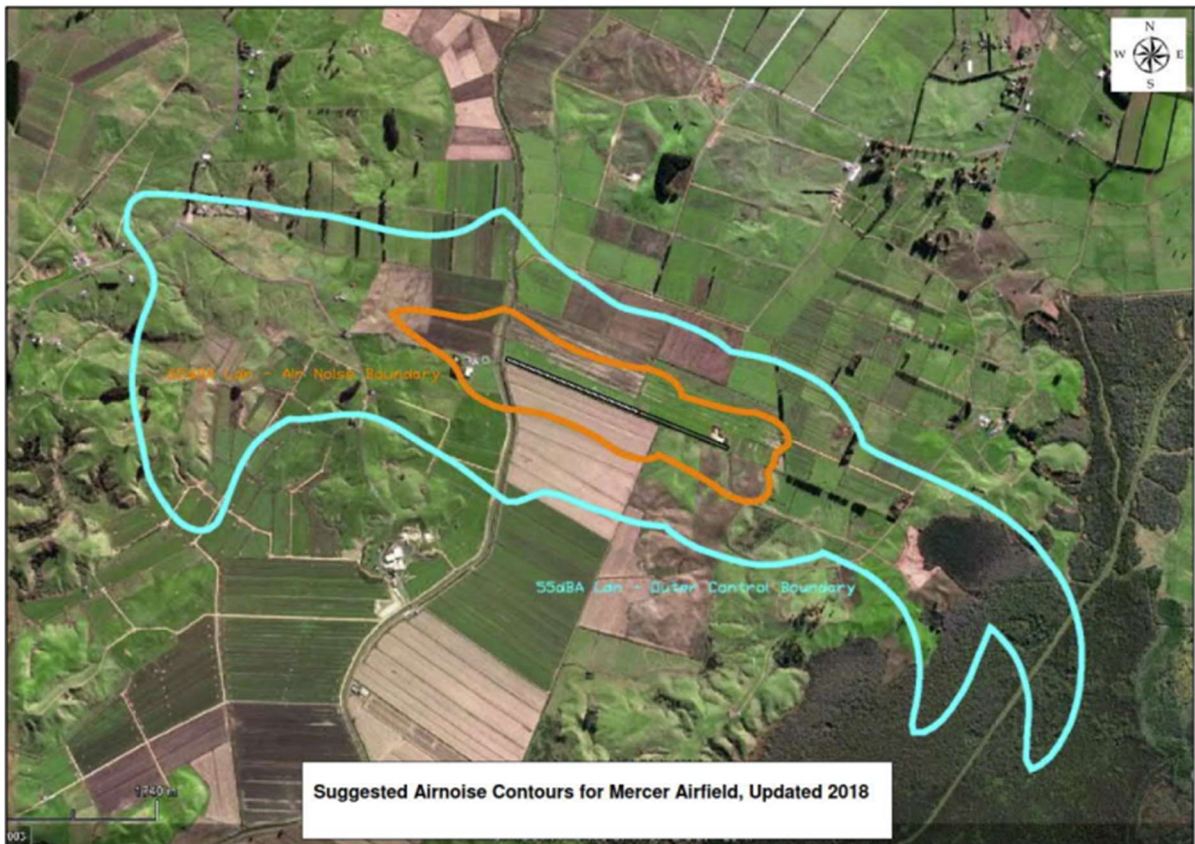 N
W E
S
65dBA Ldn - Air Noise Boundary
55dBA Ldn - Outer Control Boundary
Suggested Airnoise Contours for Mercer Airfield, Updated 2018